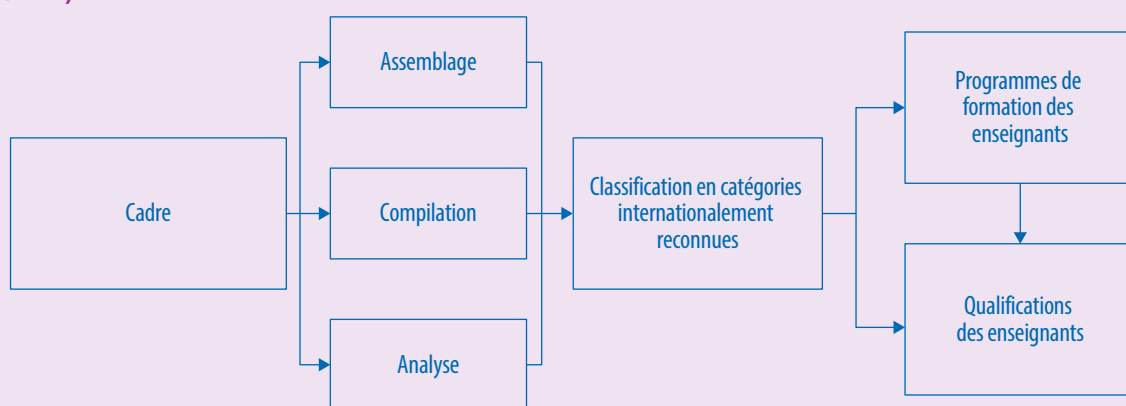 Cadre
Assemblage
Compilation
Analyse
Classification en catégories
internationalement
reconnues
Programmes de
formation des
enseignants
Qualifications
des enseignants